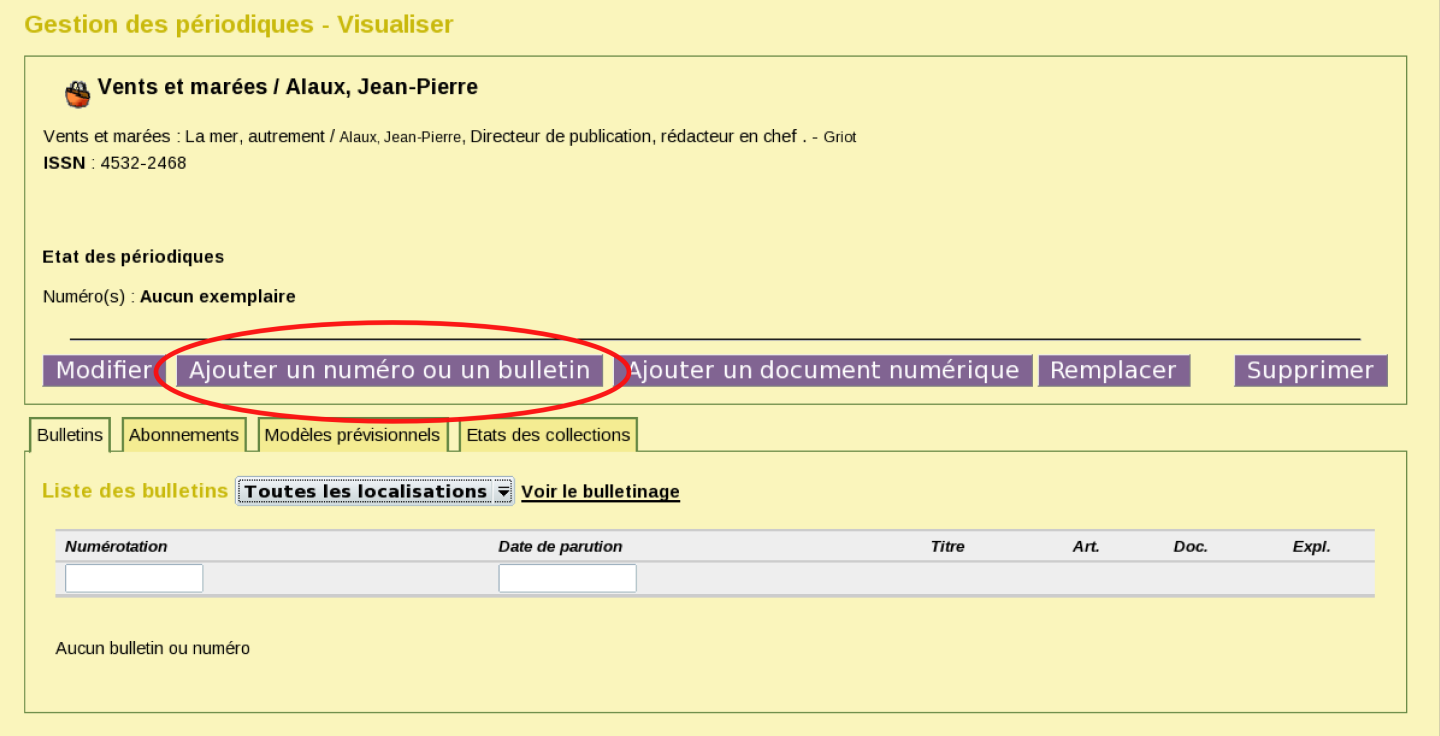 Gestion des périodiques - Visualiser
Vents et marées / Alaux, Jean-Pierre
Vents et marées : La mer, autrement / Alaux, Jean-Pierre, Directeur de publication, rédacteur en chef . - Griot
ISSN : 4532-2468
Etat des périodiques
Numéro(s) : Aucun exemplaire
Modifier Ajouter un numéro ou un bulletin Ajouter un document numérique Remplacer Supprimer
Bulletins Abonnements Modèles prévisionnels Etats des collections
Liste des bulletins Toutes les localisations Voir le bulletinage
Numérotation Date de parution Titre Art. Doc. Expl.
Aucun bulletin ou numéro